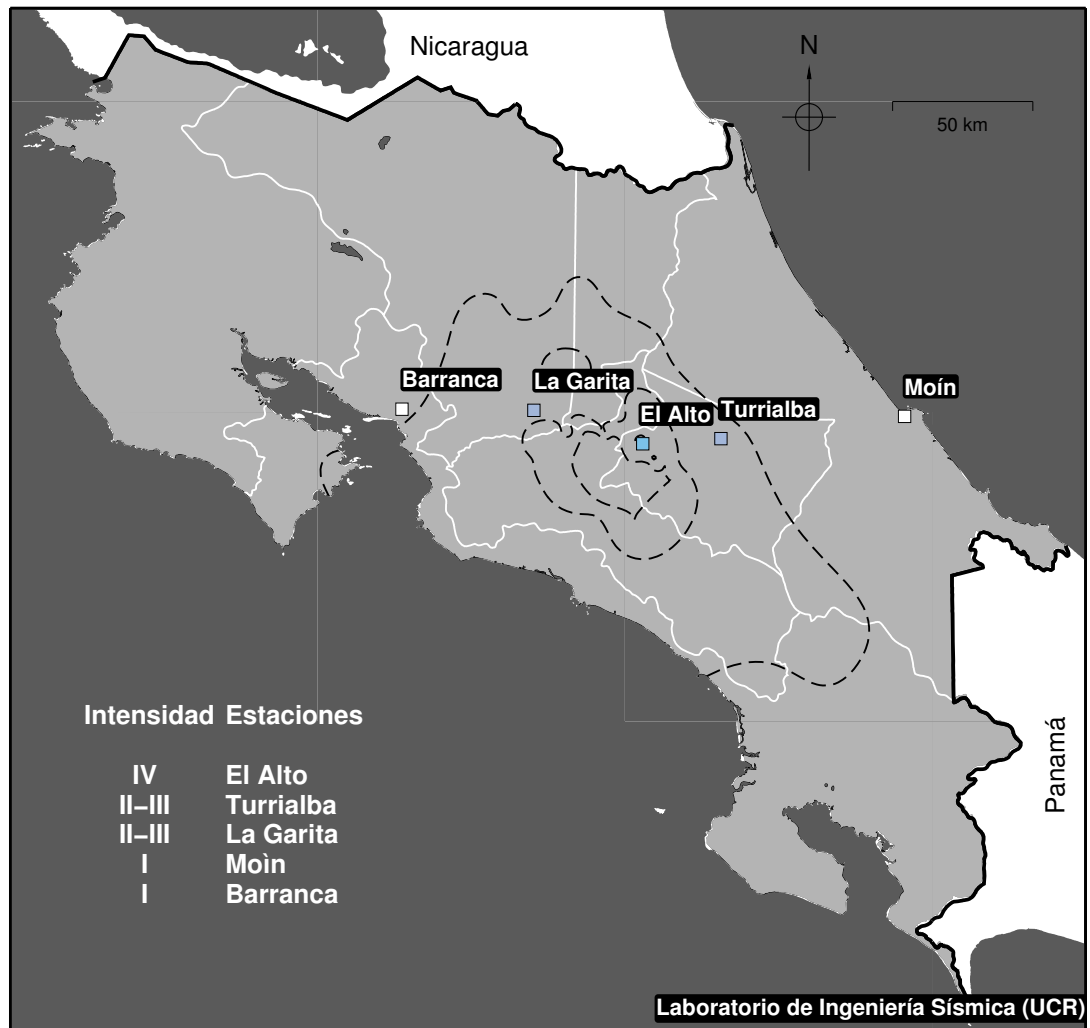 Nicaragua
N
50 km
Barranca
La Garita
El Alto
Turrialba
Moín
Panamá
Intensidad Estaciones
IV El Alto
II–III Turrialba
II–III La Garita
I Moìn
I Barranca
Laboratorio de Ingeniería Sísmica (UCR)